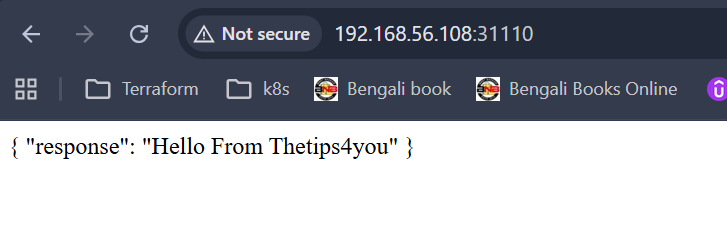 Not secure 192.168.56.108:31110
Terraform k8s Bengali book Bengali Books Online
{ "response": "Hello From Thetips4you" }